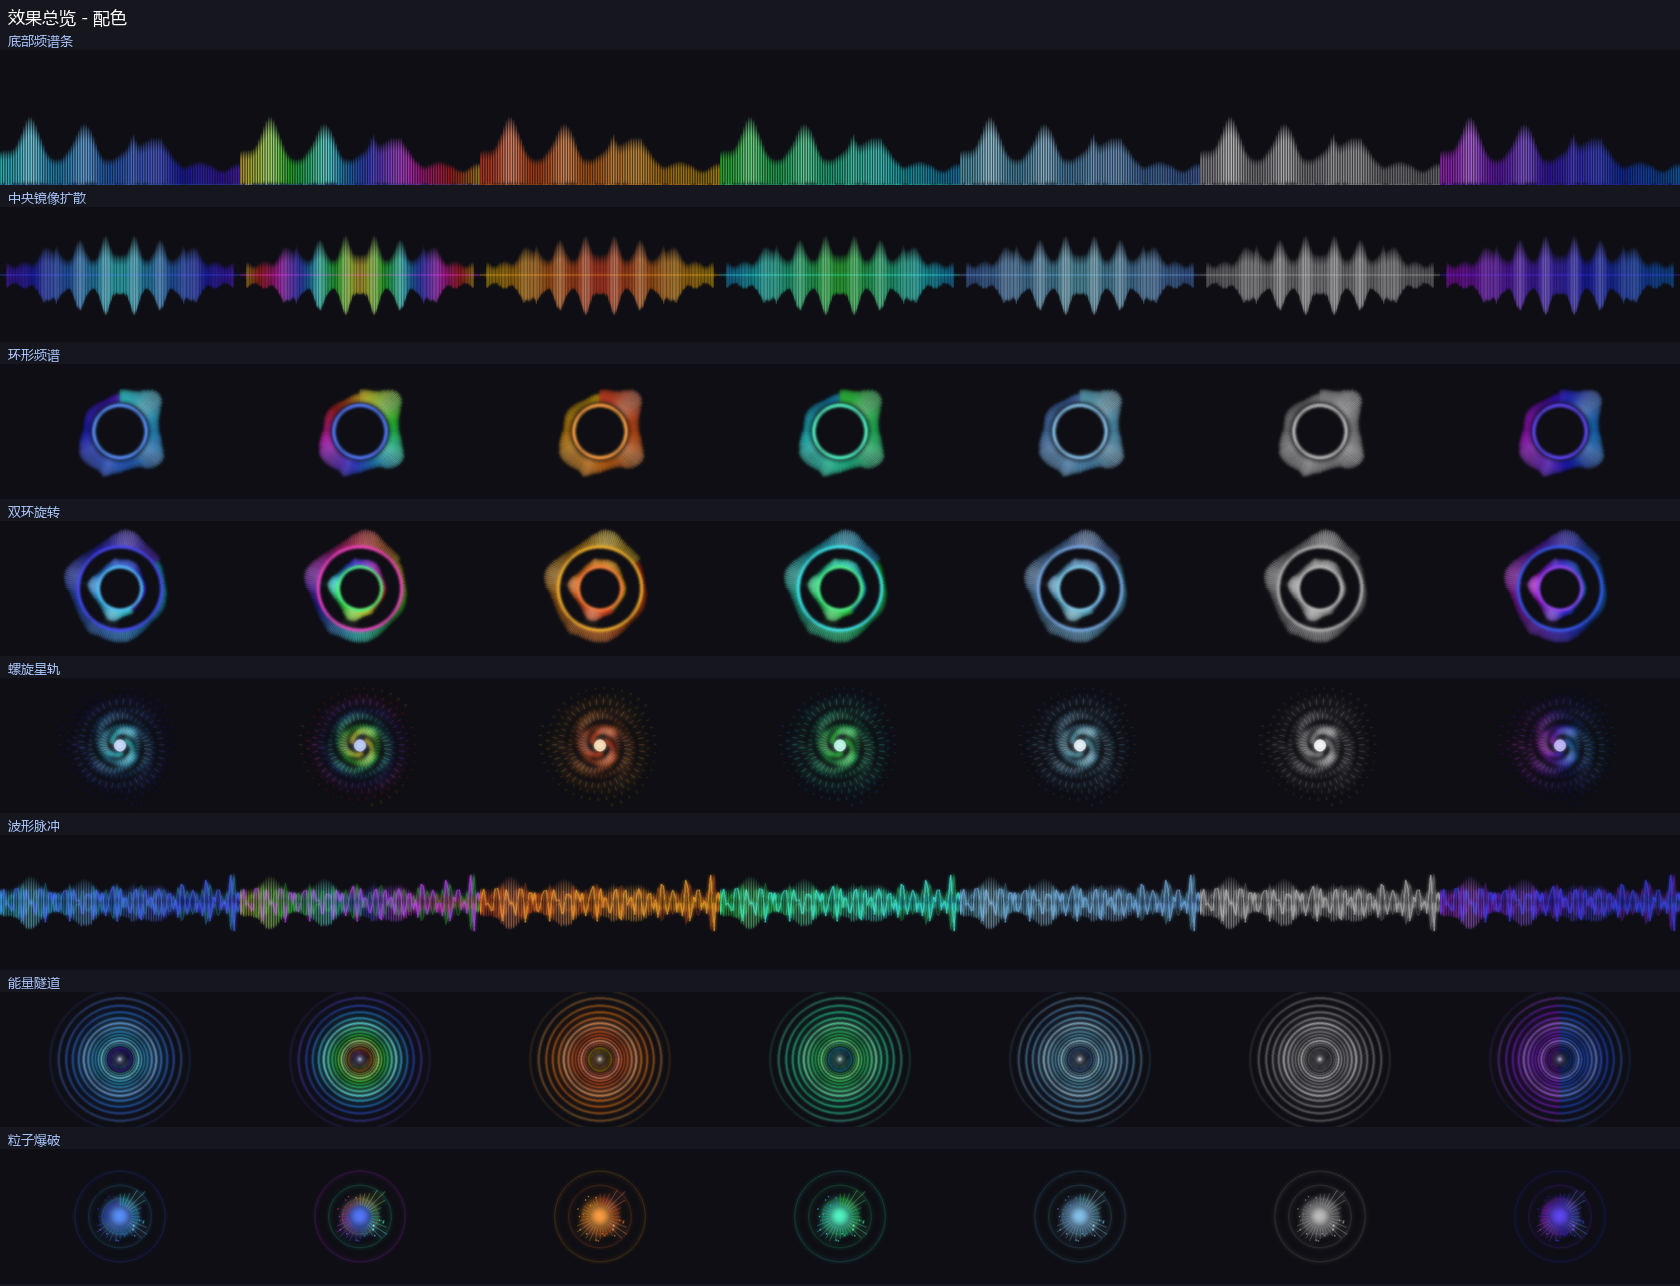 效果总览 - 配色
底部频谱条
中央镜像扩散
环形频谱
双环旋转
螺旋星轨
波形脉冲
能量隧道
粒子爆破